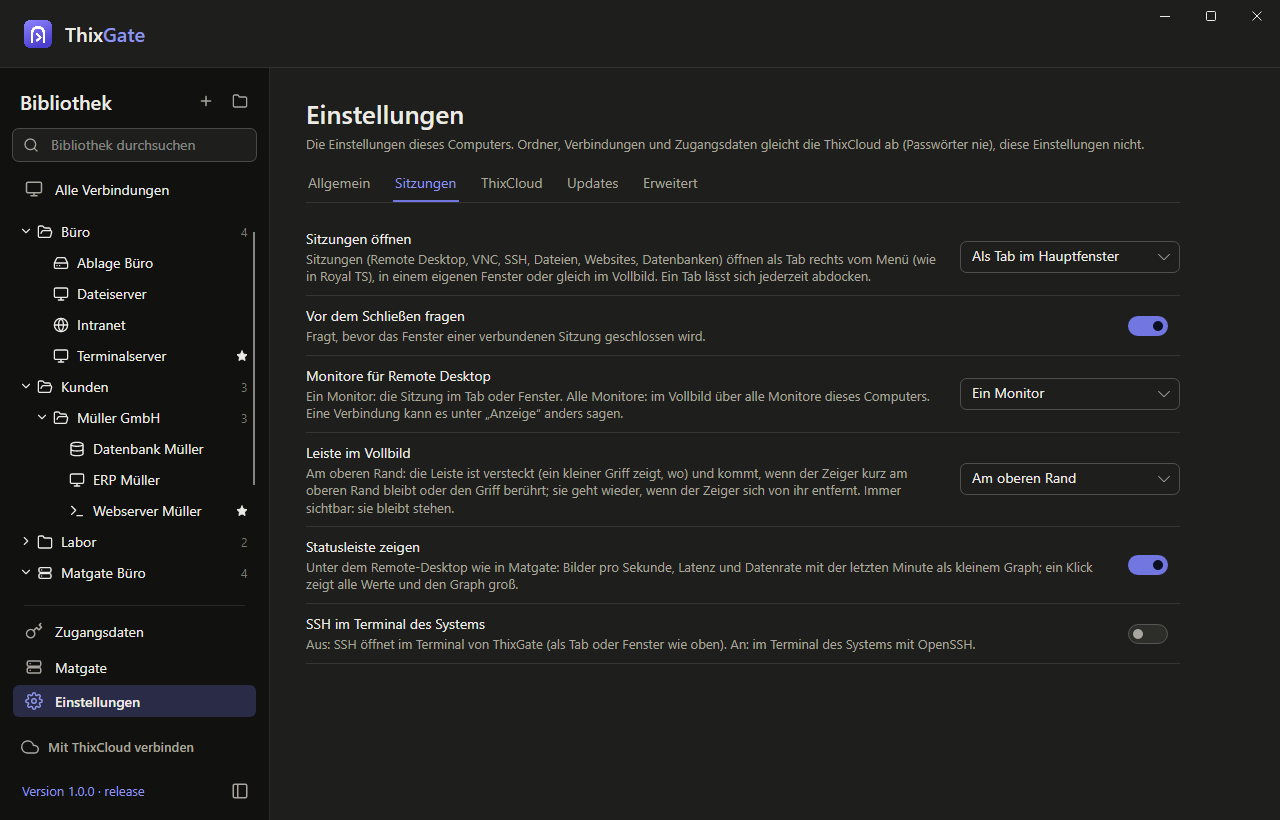 ThixGate
Bibliothek
Bibliothek durchsuchen
Alle Verbindungen
Büro 4
Ablage Büro
Dateiserver
Intranet
Terminalserver
Kunden 3
Müller GmbH 3
Datenbank Müller
ERP Müller
Webserver Müller
Labor 2
Matgate Büro 4
Zugangsdaten
Matgate
Einstellungen
Mit ThixCloud verbinden
Version 1.0.0 · release
Einstellungen
Die Einstellungen dieses Computers. Ordner, Verbindungen und Zugangsdaten gleicht die ThixCloud ab (Passwörter nie), diese Einstellungen nicht.
Allgemein Sitzungen ThixCloud Updates Erweitert
Sitzungen öffnen
Sitzungen (Remote Desktop, VNC, SSH, Dateien, Websites, Datenbanken) öffnen als Tab rechts vom Menü (wie
in Royal TS), in einem eigenen Fenster oder gleich im Vollbild. Ein Tab lässt sich jederzeit abdocken.
Als Tab im Hauptfenster
Vor dem Schließen fragen
Fragt, bevor das Fenster einer verbundenen Sitzung geschlossen wird.
Monitore für Remote Desktop
Ein Monitor: die Sitzung im Tab oder Fenster. Alle Monitore: im Vollbild über alle Monitore dieses Computers.
Eine Verbindung kann es unter „Anzeige“ anders sagen.
Ein Monitor
Leiste im Vollbild
Am oberen Rand: die Leiste ist versteckt (ein kleiner Griff zeigt, wo) und kommt, wenn der Zeiger kurz am
oberen Rand bleibt oder den Griff berührt; sie geht wieder, wenn der Zeiger sich von ihr entfernt. Immer
sichtbar: sie bleibt stehen.
Am oberen Rand
Statusleiste zeigen
Unter dem Remote-Desktop wie in Matgate: Bilder pro Sekunde, Latenz und Datenrate mit der letzten Minute als kleinem Graph; ein Klick
zeigt alle Werte und den Graph groß.
SSH im Terminal des Systems
Aus: SSH öffnet im Terminal von ThixGate (als Tab oder Fenster wie oben). An: im Terminal des Systems mit OpenSSH.